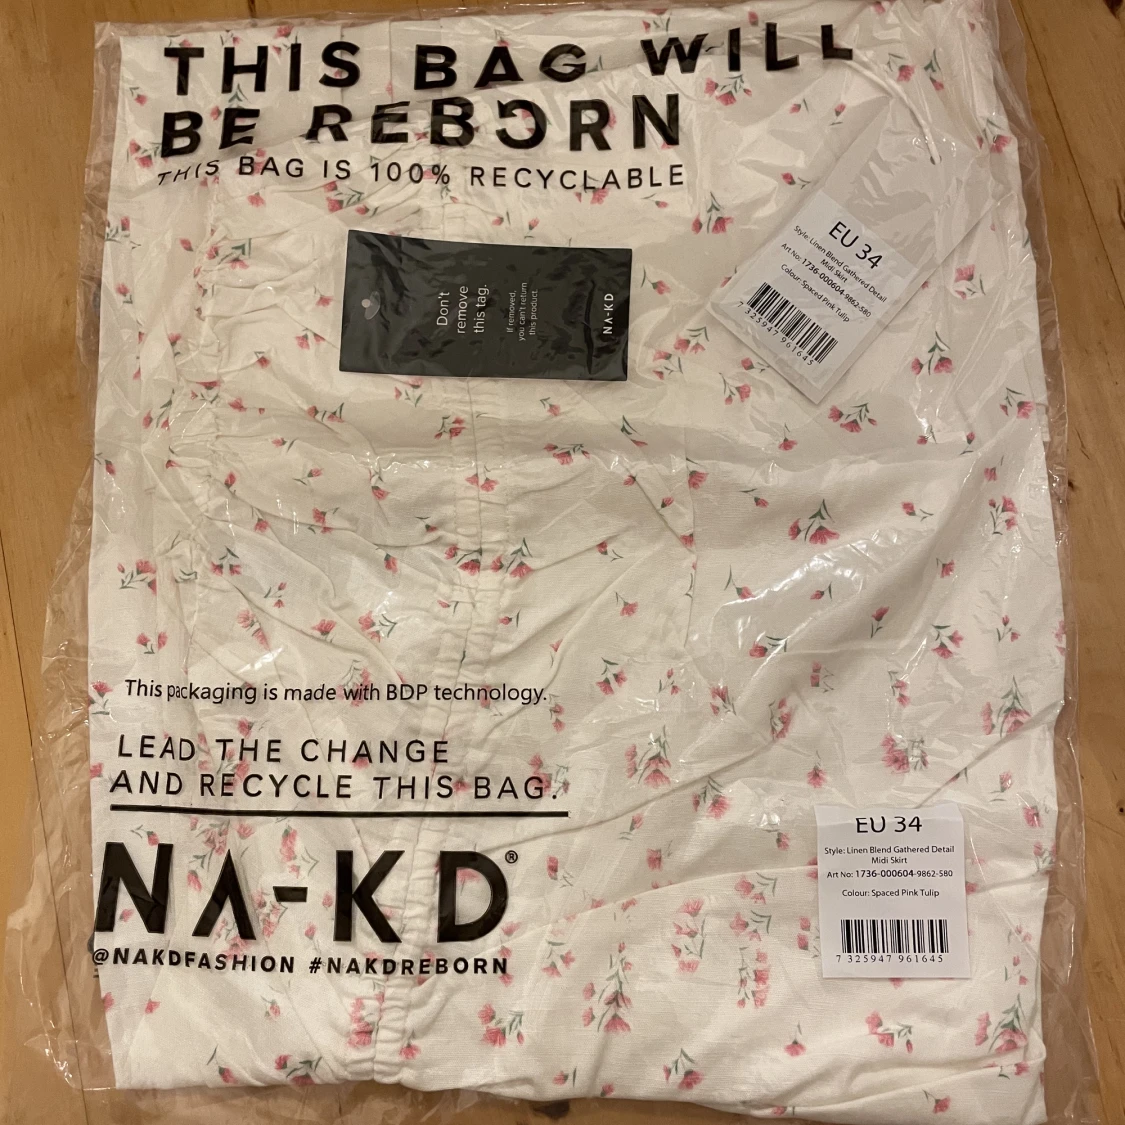 THIS BAG WILL
BE REBORN
THIS BAG IS 100% RECYCLABLE
Don't
remove
this tag.
If removed,
you can't return
this product.
NA-KD
EU 34
Style: Linen Blend Gathered Detail
Midi Skirt
Art No: 1736-000604-9862-580
Colour: Spaced Pink Tulip
7 325947 961645
This packaging is made with BDP technology.
LEAD THE CHANGE
AND RECYCLE THIS BAG.
NA-KD®
@NAKDFASHION #NAKDREBORN
EU 34
Style: Linen Blend Gathered Detail
Midi Skirt
Art No: 1736-000604-9862-580
Colour: Spaced Pink Tulip
7 325947 961645